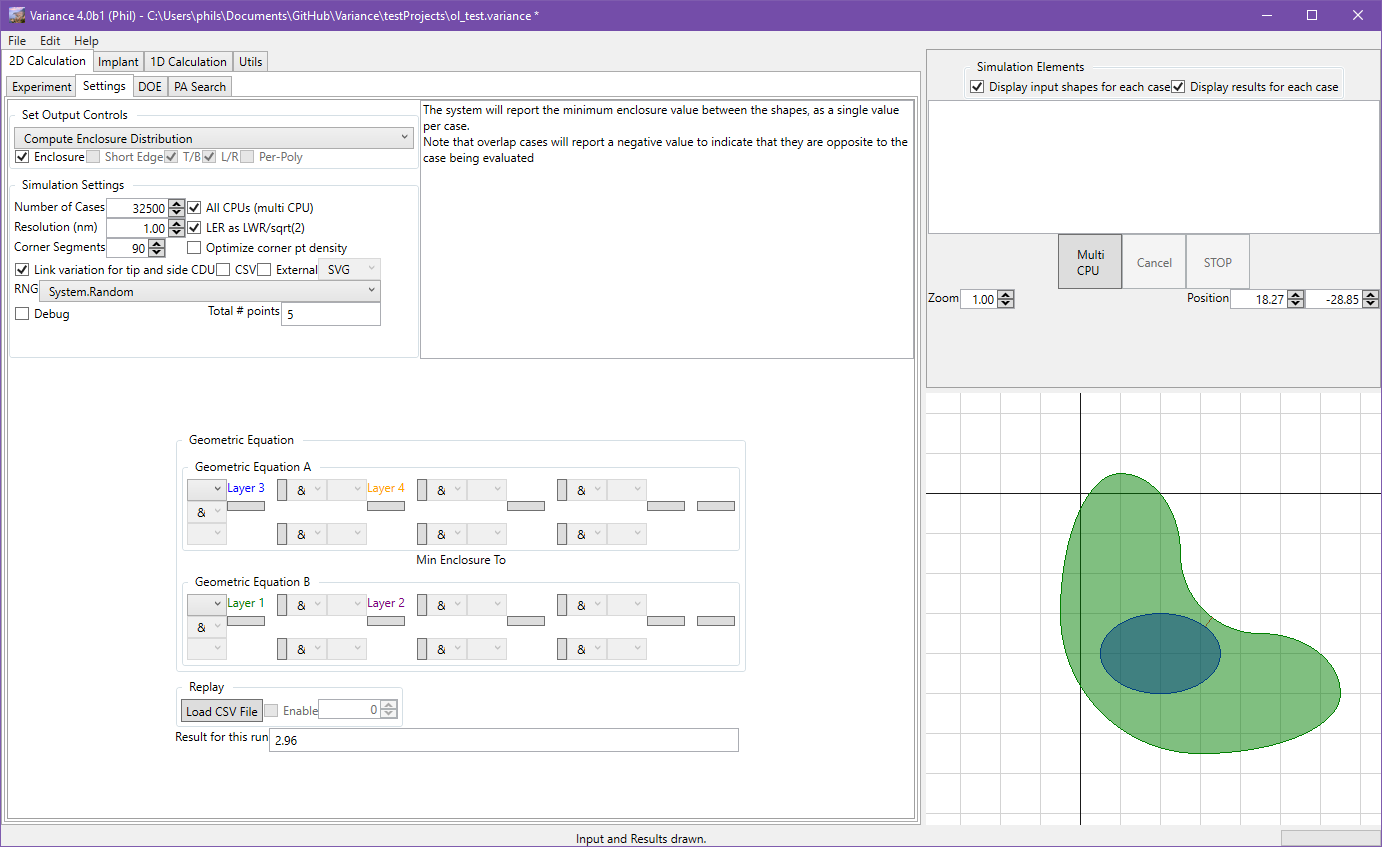 Variance 4.0b1 (Phil) - C:\Users\phils\Documents\GitHub\Variance\testProjects\ol_test.variance *
File Edit Help
2D Calculation Implant 1D Calculation Utils
Experiment Settings DOE PA Search
Set Output Controls
Compute Enclosure Distribution
Enclosure Short Edge T/B L/R Per-Poly
The system will report the minimum enclosure value between the shapes, as a single value
per case.
Note that overlap cases will report a negative value to indicate that they are opposite to the
case being evaluated
Simulation Settings
Number of Cases 32500 All CPUs (multi CPU)
Resolution (nm) 1.00 LER as LWR/sqrt(2)
Corner Segments 90 Optimize corner pt density
Link variation for tip and side CDU CSV External SVG
RNG System.Random
Debug Total # points 5
Geometric Equation
Geometric Equation A
Layer 3 & Layer 4 & &
&
& & &
Min Enclosure To
Geometric Equation B
Layer 1 & Layer 2 & &
&
& & &
Replay
Load CSV File Enable 0
Result for this run 2.96
Simulation Elements
Display input shapes for each case Display results for each case
Multi
CPU
Cancel STOP
Zoom 1.00 Position 18.27 -28.85
Input and Results drawn.